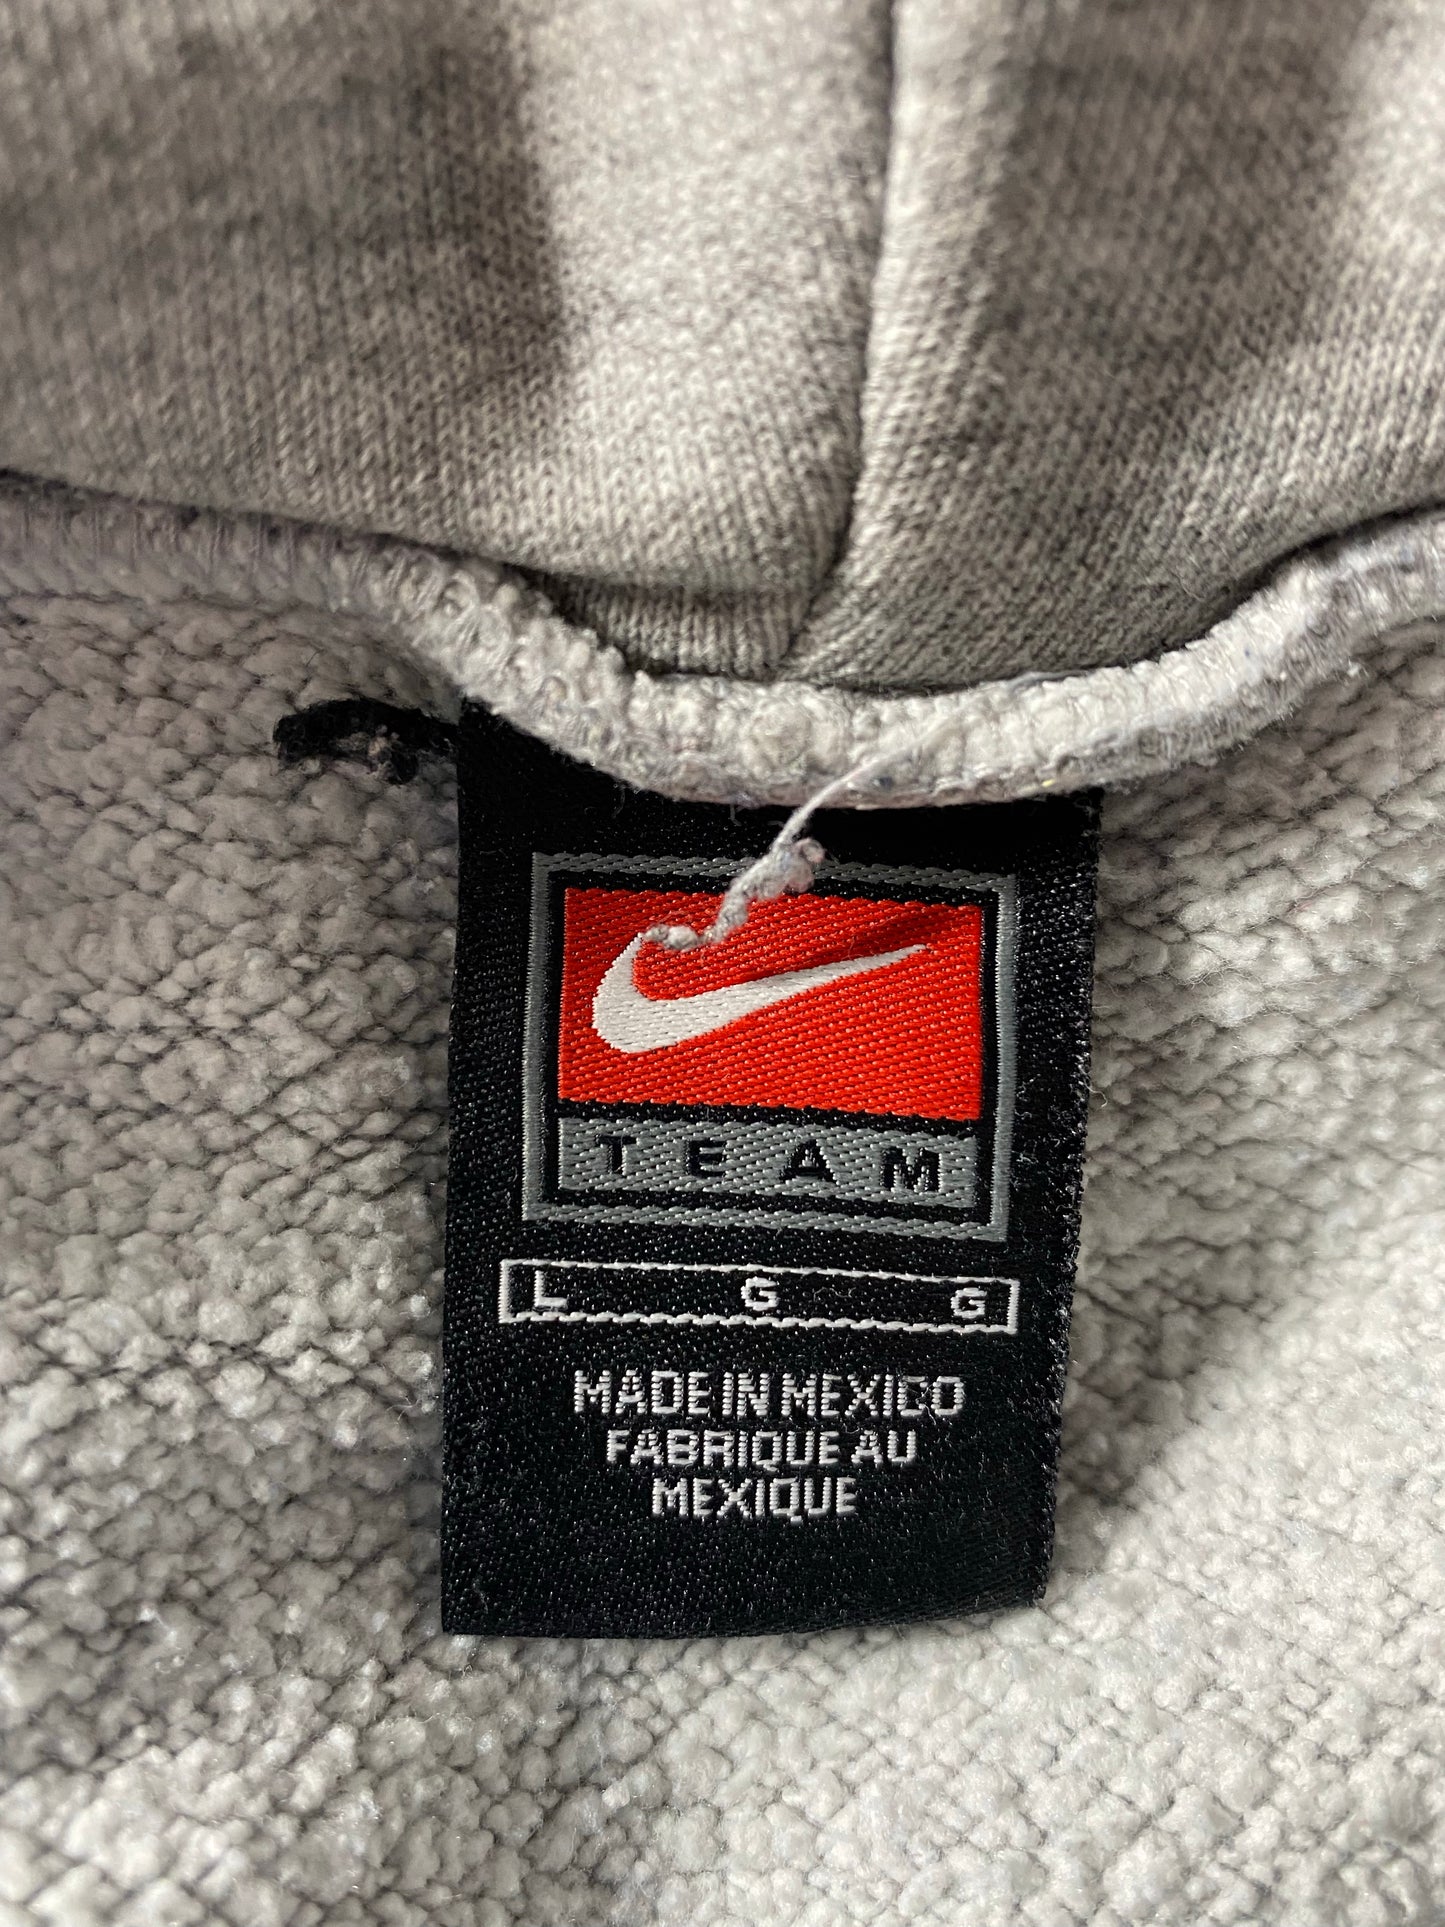 TEAM
L G G
MADE IN MEXICO
FABRIQUE AU
MEXIQUE